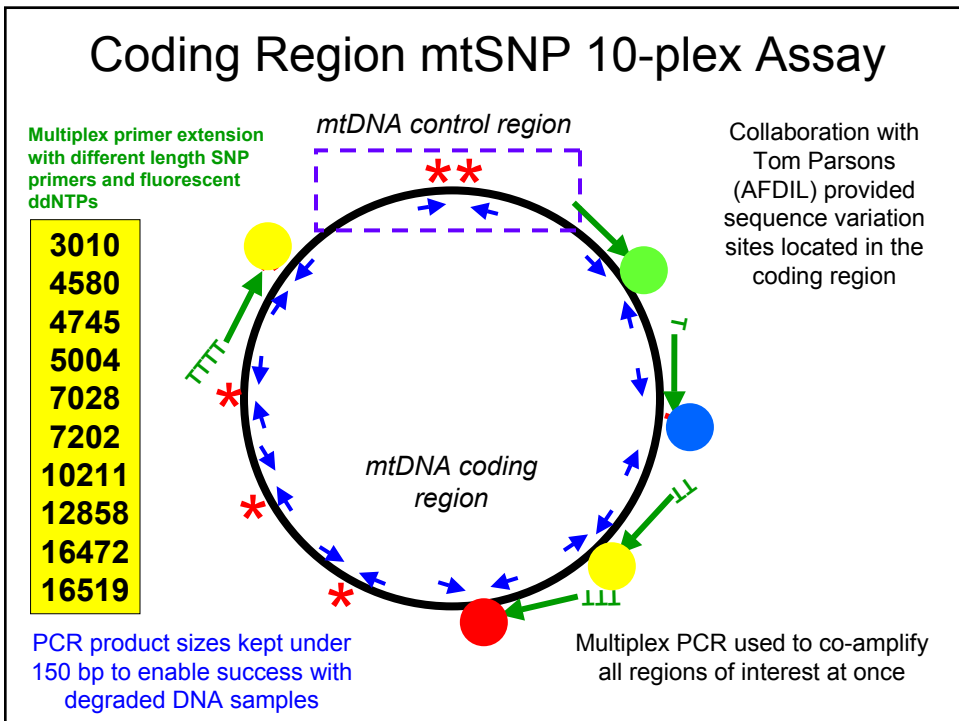 Coding Region mtSNP 10-plex Assay
Multiplex primer extension
with different length SNP
primers and fluorescent
ddNTPs
mtDNA control region
Collaboration with
Tom Parsons
(AFDIL) provided
sequence variation
sites located in the
coding region
3010
4580
4745
5004
7028
7202
10211
12858
16472
16519
* *
TTTT
T
*
mtDNA coding
region
TT
*
*
TTT
PCR product sizes kept under
150 bp to enable success with
degraded DNA samples
Multiplex PCR used to co-amplify
all regions of interest at once